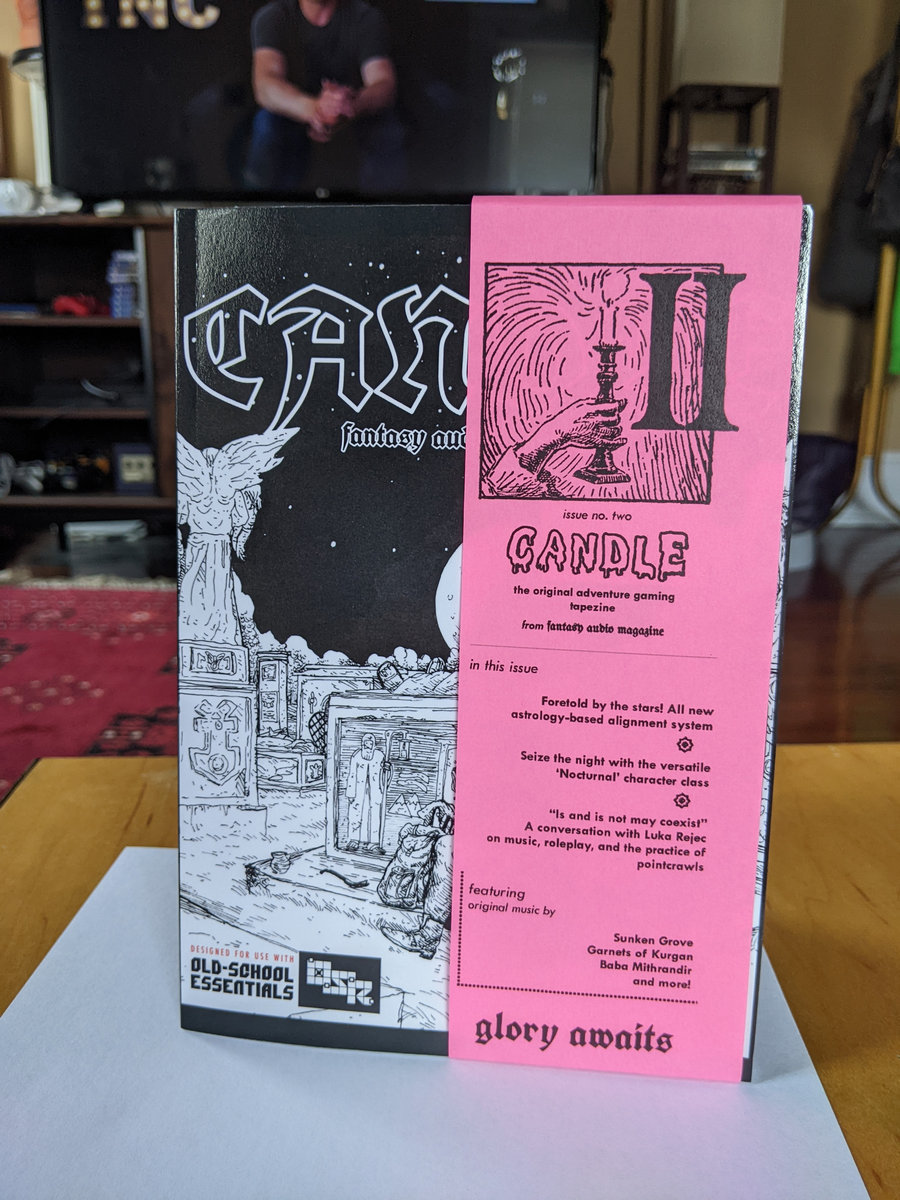 INC
CAN
fantasy aud
II
issue no. two
CANDLE
the original adventure gaming
tapezine
from fantasy audio magazine
in this issue
Foretold by the stars! All new
astrology-based alignment system
Seize the night with the versatile
‘Nocturnal’ character class
“Is and is not may coexist”
A conversation with Luka Rejec
on music, roleplay, and the practice of
pointcrawls
featuring
original music by
Sunken Grove
Garnets of Kurgan
Baba Mithrandir
and more!
glory awaits
DESIGNED FOR USE WITH
OLD-SCHOOL
ESSENTIALS
OSR